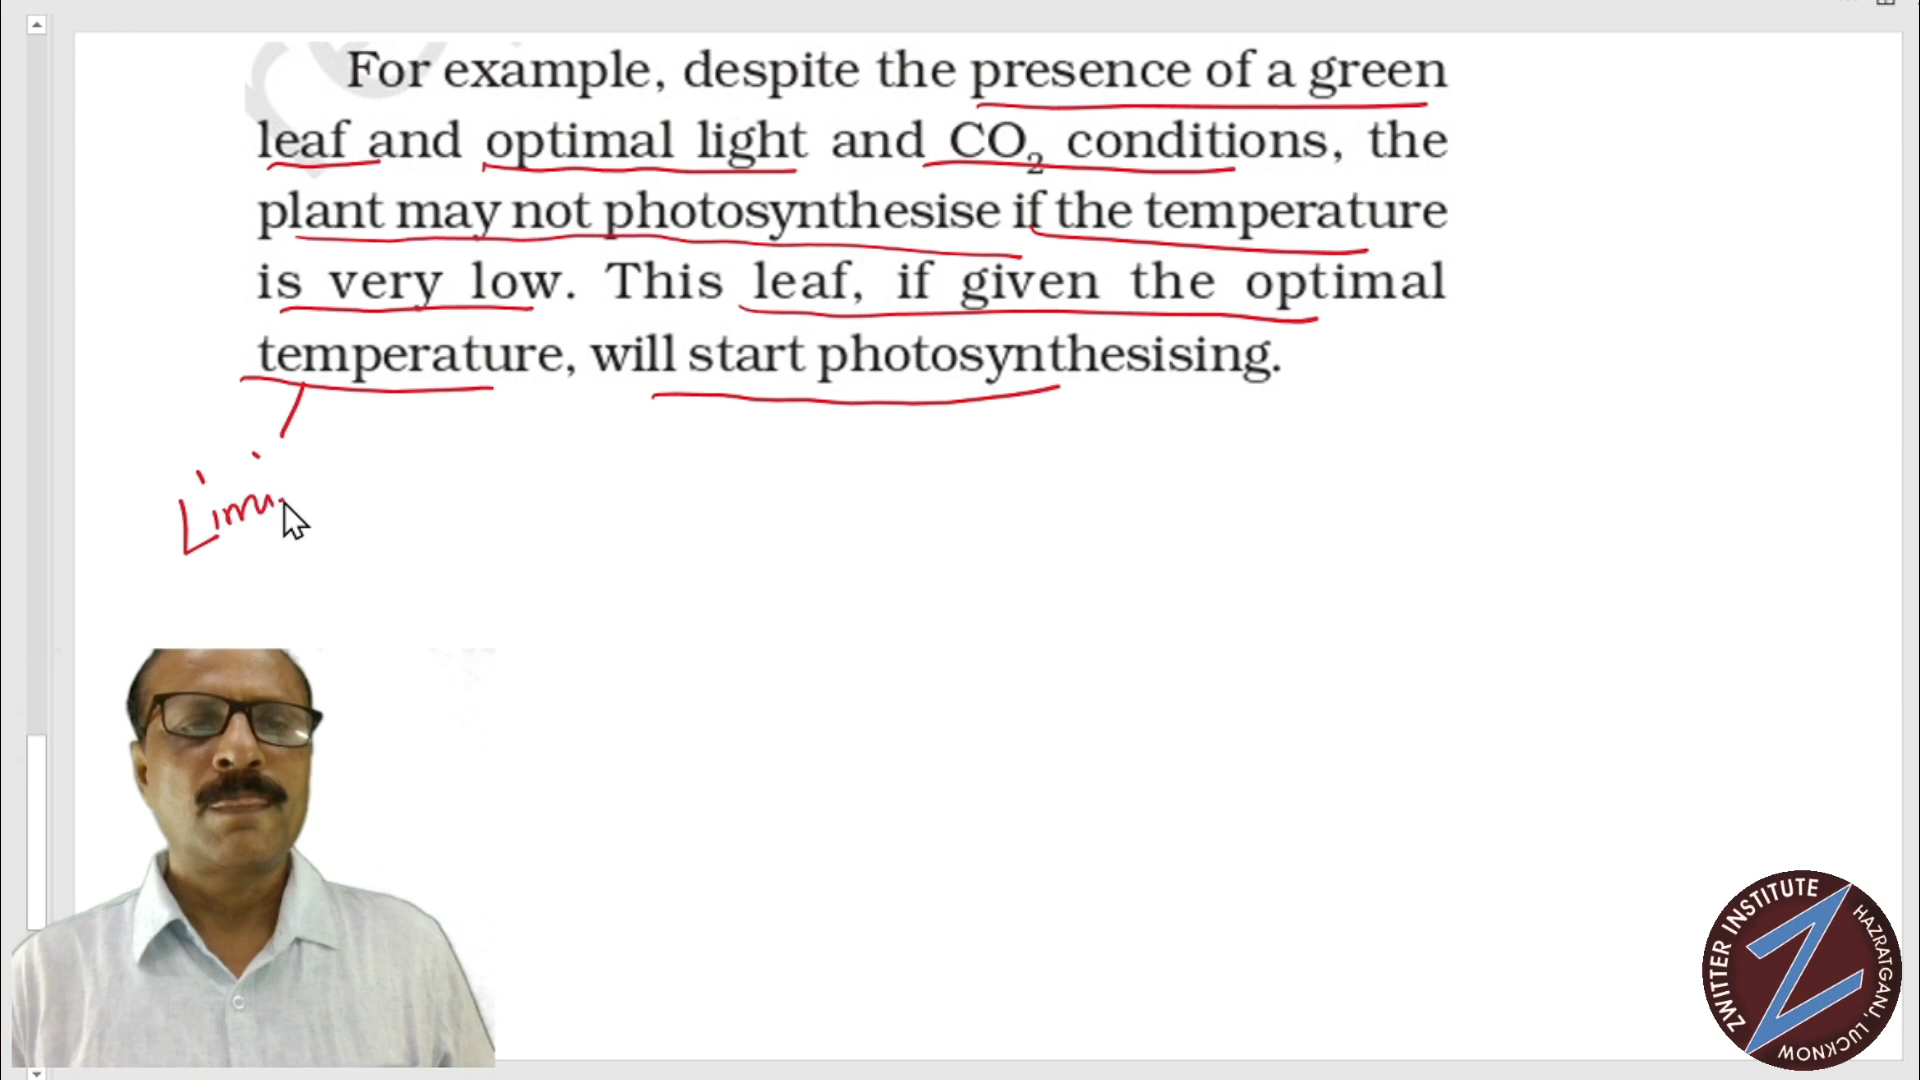 For example, despite the presence of a green
leaf and optimal light and CO₂ conditions, the
plant may not photosynthesise if the temperature
is very low. This leaf, if given the optimal
temperature, will start photosynthesising.
Limi
ZWITTER INSTITUTE
HAZRATGANJ, LUCKNOW
Z